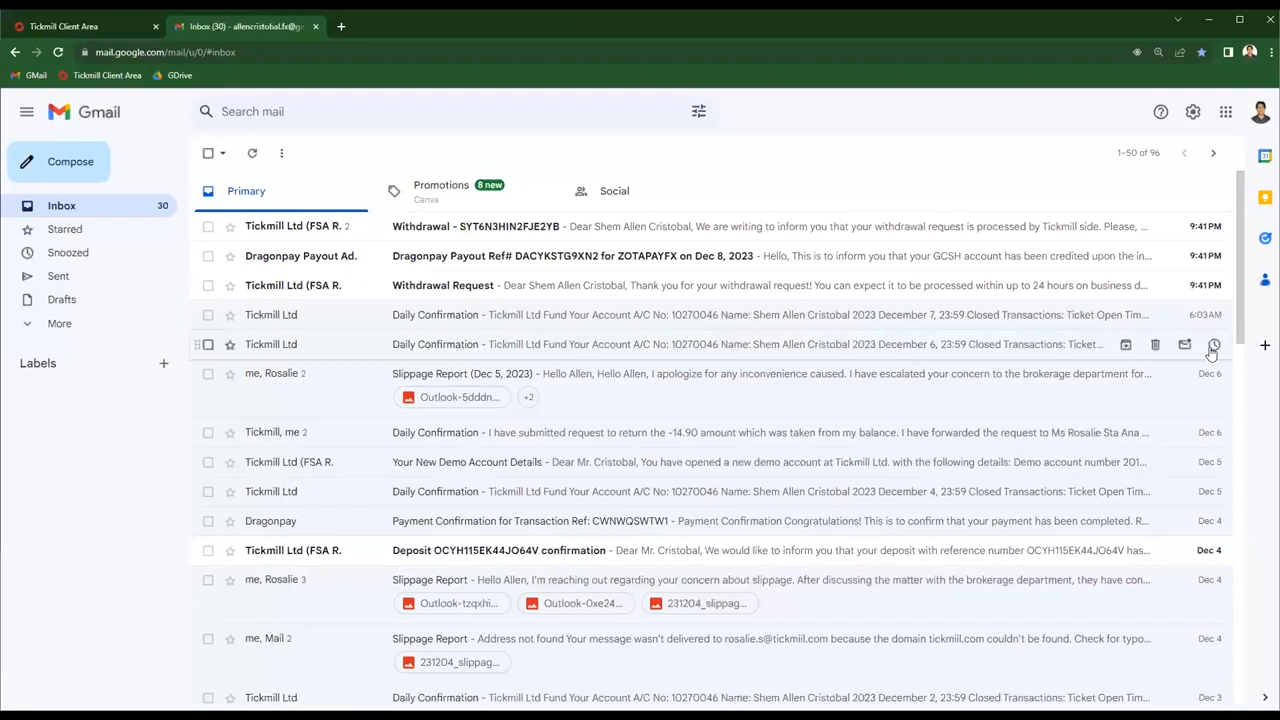 Tickmill Client Area
Inbox (30) - allencristobal.fx@g
mail.google.com/mail/u/0/#inbox
GMail Tickmill Client Area GDrive
Gmail
Search mail
Compose
1–50 of 96
Primary
Promotions 8 new
Canva
Social
Inbox 30
Starred
Snoozed
Sent
Drafts
More
Labels
Tickmill Ltd (FSA R. 2 Withdrawal - SYT6N3HIN2FJE2YB - Dear Shem Allen Cristobal, We are writing to inform you that your withdrawal request is processed by Tickmill side. Please, ... 9:41 PM
Dragonpay Payout Ad. Dragonpay Payout Ref# DACYKSTG9XN2 for ZOTAPAYFX on Dec 8, 2023 - Hello, This is to inform you that your GCSH account has been credited upon the in... 9:41 PM
Tickmill Ltd (FSA R. Withdrawal Request - Dear Shem Allen Cristobal, Thank you for your withdrawal request! You can expect it to be processed within up to 24 hours on business d... 9:41 PM
Tickmill Ltd Daily Confirmation - Tickmill Ltd Fund Your Account A/C No: 10270046 Name: Shem Allen Cristobal 2023 December 7, 23:59 Closed Transactions: Ticket Open Tim... 6:03 AM
Tickmill Ltd Daily Confirmation - Tickmill Ltd Fund Your Account A/C No: 10270046 Name: Shem Allen Cristobal 2023 December 6, 23:59 Closed Transactions: Ticket...
me, Rosalie 2 Slippage Report (Dec 5, 2023) - Hello Allen, Hello Allen, I apologize for any inconvenience caused. I have escalated your concern to the brokerage department for... Dec 6
Outlook-5dddn... +2
Tickmill, me 2 Daily Confirmation - I have submitted request to return the -14.90 amount which was taken from my balance. I have forwarded the request to Ms Rosalie Sta Ana ... Dec 6
Tickmill Ltd (FSA R. Your New Demo Account Details - Dear Mr. Cristobal, You have opened a new demo account at Tickmill Ltd. with the following details: Demo account number 201... Dec 5
Tickmill Ltd Daily Confirmation - Tickmill Ltd Fund Your Account A/C No: 10270046 Name: Shem Allen Cristobal 2023 December 4, 23:59 Closed Transactions: Ticket Open Tim... Dec 5
Dragonpay Payment Confirmation for Transaction Ref: CWNWQSWTW1 - Payment Confirmation Congratulations! This is to confirm that your payment has been completed. R... Dec 4
Tickmill Ltd (FSA R. Deposit OCYH115EK44JO64V confirmation - Dear Mr. Cristobal, We would like to inform you that your deposit with reference number OCYH115EK44JO64V has... Dec 4
me, Rosalie 3 Slippage Report - Hello Allen, I'm reaching out regarding your concern about slippage. After discussing the matter with the brokerage department, they have con... Dec 4
Outlook-tzqxhi... Outlook-0xe24... 231204_slippag...
me, Mail 2 Slippage Report - Address not found Your message wasn't delivered to rosalie.s@tickmiil.com because the domain tickmiil.com couldn't be found. Check for typo... Dec 4
231204_slippag...
Tickmill Ltd Daily Confirmation - Tickmill Ltd Fund Your Account A/C No: 10270046 Name: Shem Allen Cristobal 2023 December 2, 23:59 Closed Transactions: Ticket Open Tim... Dec 3